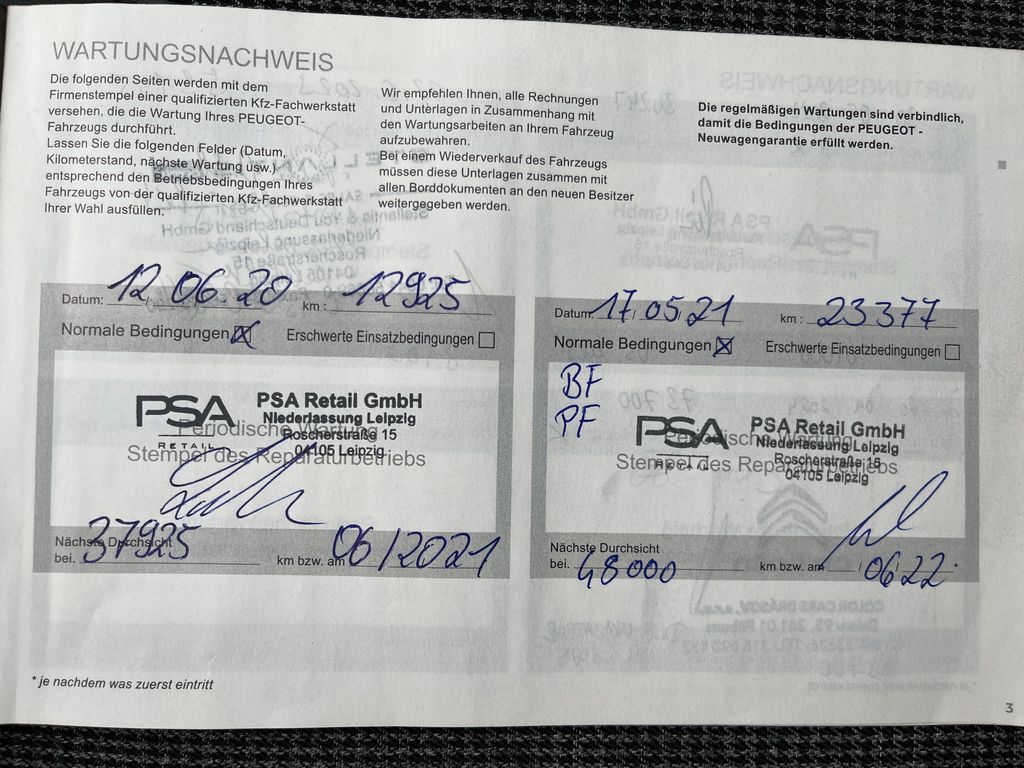 WARTUNGSNACHWEIS
Die folgenden Seiten werden mit dem
Firmenstempel einer qualifizierten Kfz-Fachwerkstatt
versehen, die die Wartung Ihres PEUGEOT-
Fahrzeugs durchführt.
Lassen Sie die folgenden Felder (Datum,
Kilometerstand, nächste Wartung usw.)
entsprechend den Betriebsbedingungen Ihres
Fahrzeugs von der qualifizierten Kfz-Fachwerkstatt
Ihrer Wahl ausfüllen.
Wir empfehlen Ihnen, alle Rechnungen
und Unterlagen in Zusammenhang mit
den Wartungsarbeiten an Ihrem Fahrzeug
aufzubewahren.
Bei einem Wiederverkauf des Fahrzeugs
müssen diese Unterlagen zusammen mit
allen Borddokumenten an den neuen Besitzer
weitergegeben werden.
Die regelmäßigen Wartungen sind verbindlich,
damit die Bedingungen der PEUGEOT -
Neuwagengarantie erfüllt werden.
Datum: 12.06.20 km : 12925
Normale Bedingungen Erschwerte Einsatzbedingungen
PSA RETAIL
PSA Retail GmbH
Niederlassung Leipzig
Roscherstraße 15
04105 Leipzig
Periodische Wartung
Stempel des Reparaturbetriebs
Nächste Durchsicht
bei. 37925 km bzw. am 06/2021
Datum: 17/05/21 km : 23377
Normale Bedingungen Erschwerte Einsatzbedingungen
BF
PF
PSA RETAIL
PSA Retail GmbH
Niederlassung Leipzig
Roscherstraße 15
04105 Leipzig
Periodische Wartung
Stempel des Reparaturbetriebs
Nächste Durchsicht
bei. 48000 km bzw. am / 06/22 *
* je nachdem was zuerst eintritt
3